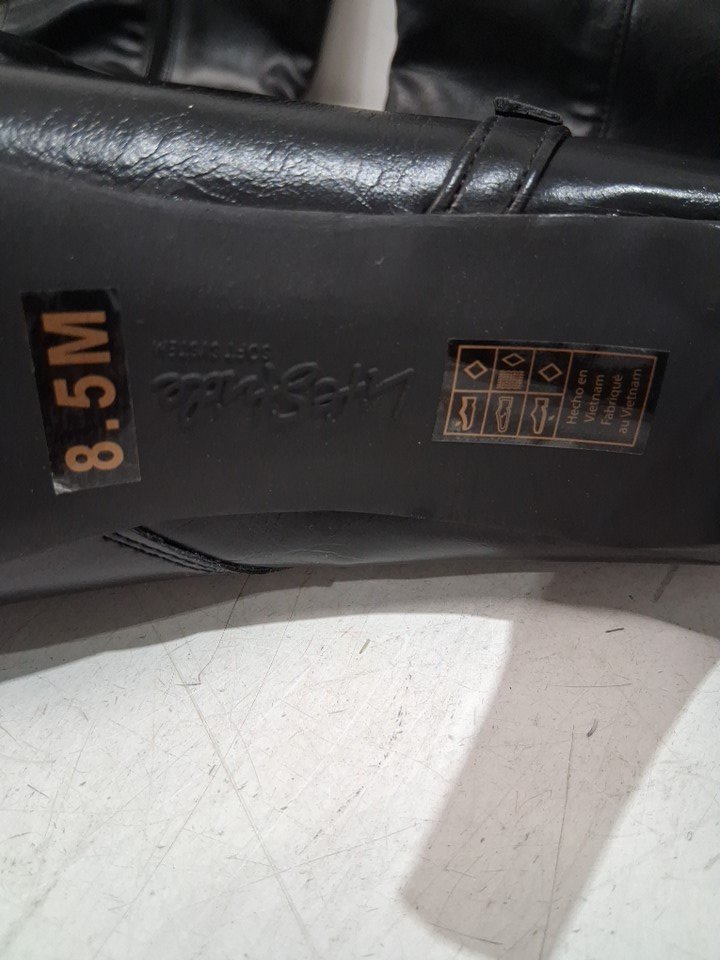 8.5M
LifeStride
SOFT SYSTEM
Hecho en
Vietnam
Fabriqué
au Vietnam